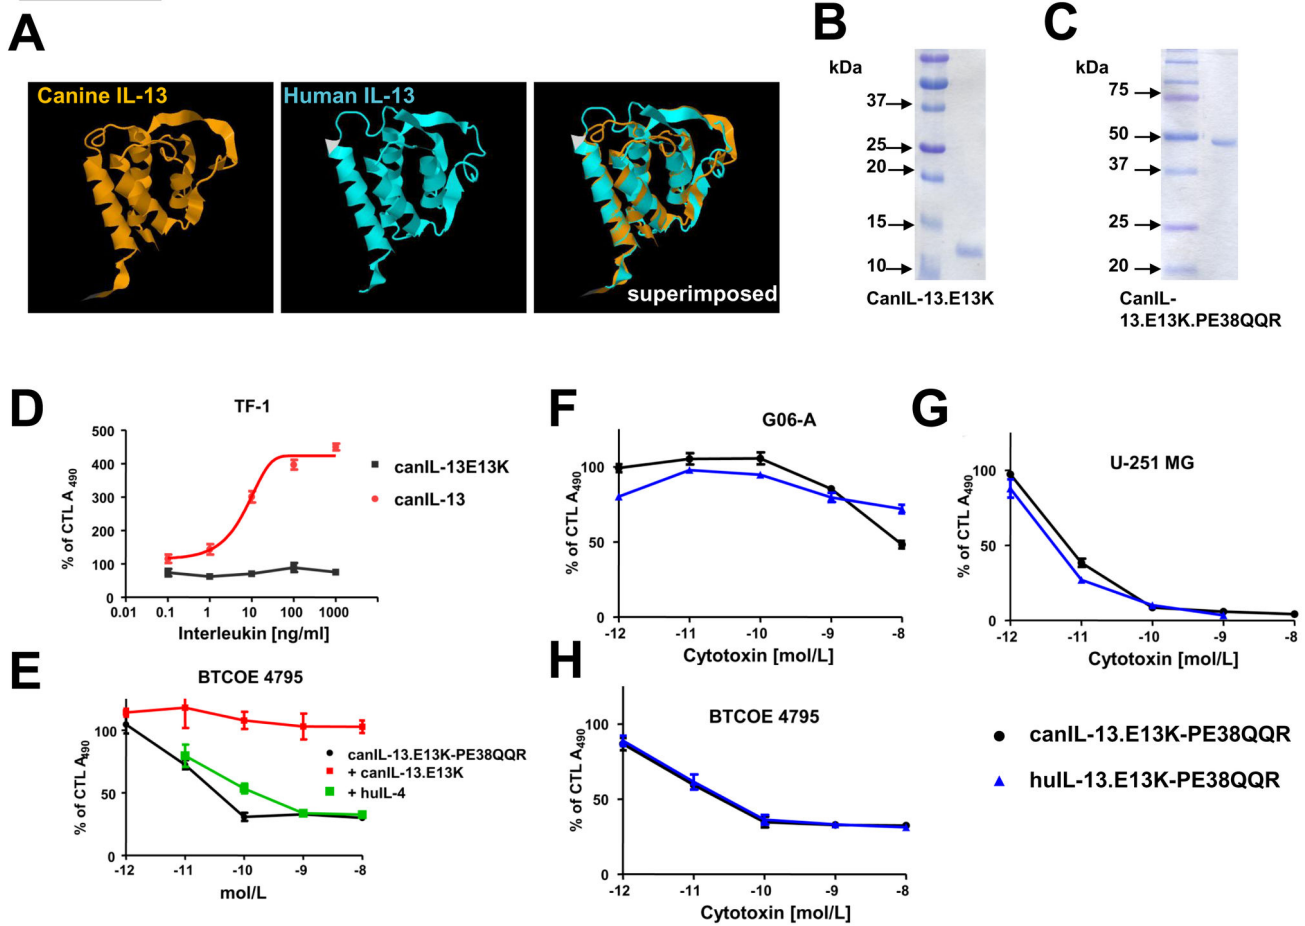 A
Canine IL-13
Human IL-13
superimposed
B
kDa
37
25
20
15
10
CanIL-13.E13K
C
kDa
75
50
37
25
20
CanIL-
13.E13K.PE38QQR
D
TF-1
% of CTL A490
500
400
300
200
100
0
0.01 0.1 1 10 100 1000
Interleukin [ng/ml]
canIL-13E13K
canIL-13
E
BTCOE 4795
% of CTL A490
100
50
0
-12 -11 -10 -9 -8
mol/L
canIL-13.E13K-PE38QQR
+ canIL-13.E13K
+ huIL-4
F
G06-A
% of CTL A490
100
50
0
-12 -11 -10 -9 -8
Cytotoxin [mol/L]
G
U-251 MG
% of CTL A490
100
50
0
-12 -11 -10 -9 -8
Cytotoxin [mol/L]
H
BTCOE 4795
% of CTL A490
100
50
0
-12 -11 -10 -9 -8
Cytotoxin [mol/L]
canIL-13.E13K-PE38QQR
huIL-13.E13K-PE38QQR